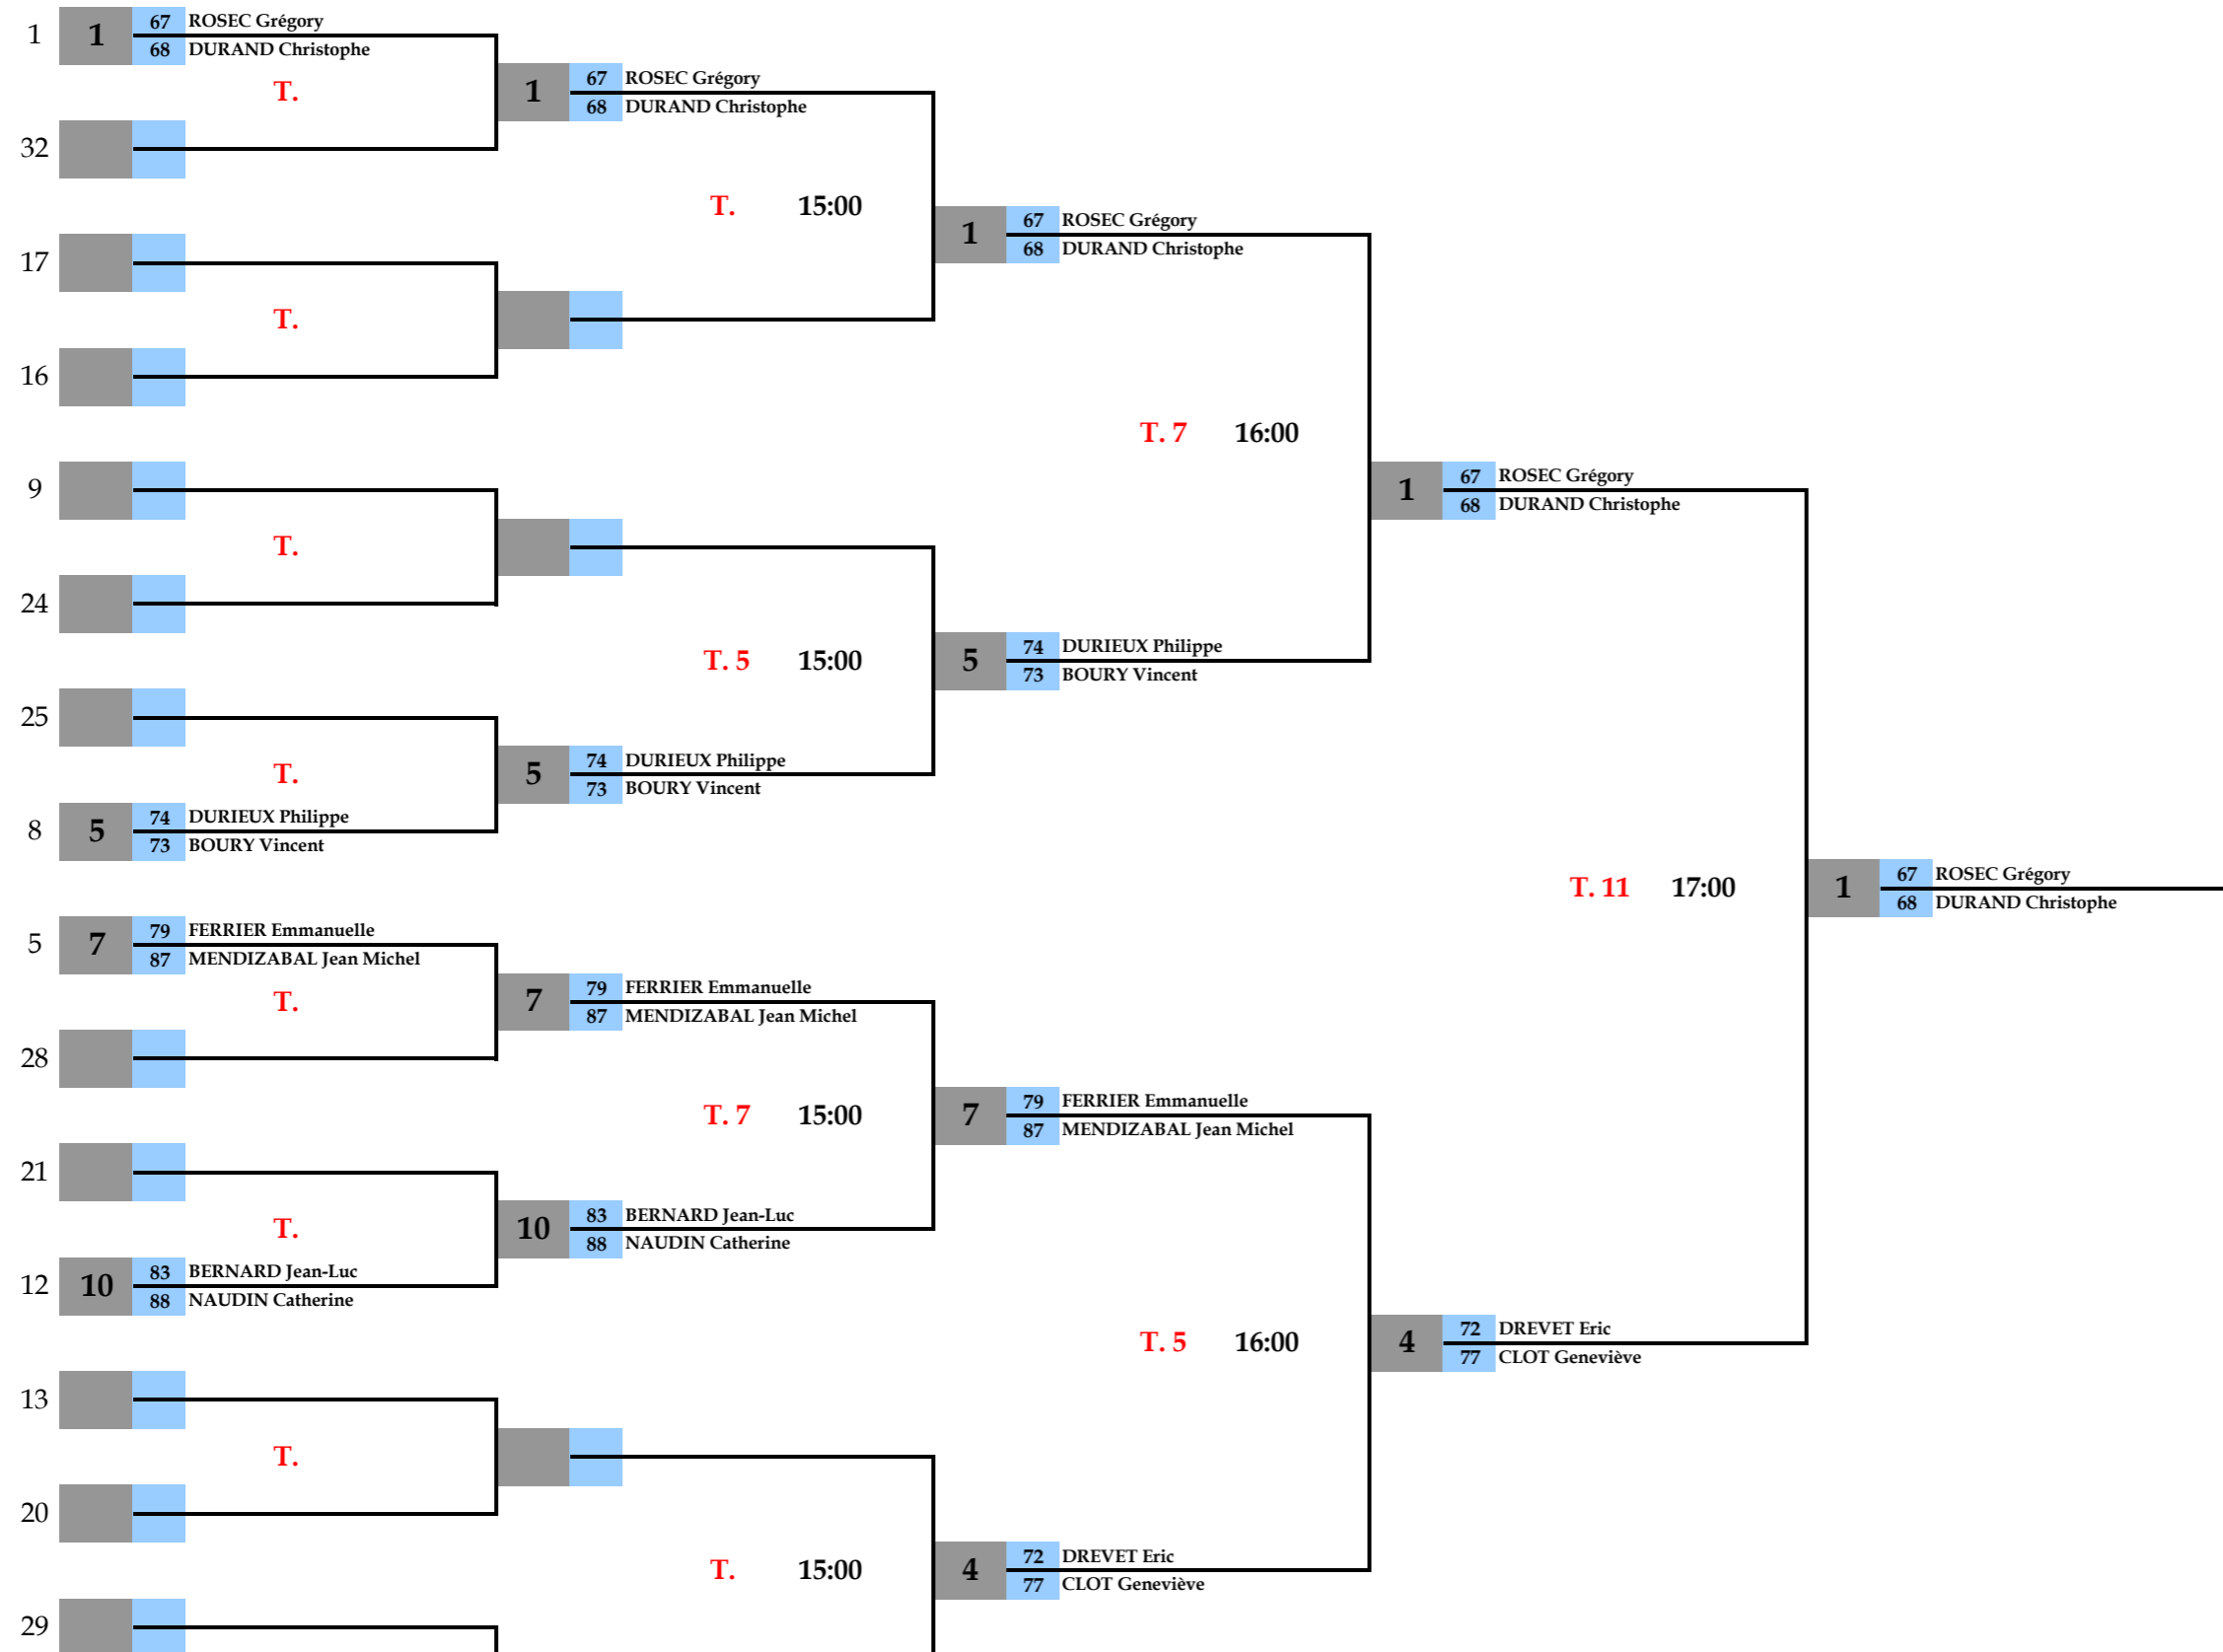 1 1 67 ROSEC Grégory
68 DURAND Christophe
T.
1 67 ROSEC Grégory
68 DURAND Christophe
32
T. 15:00
1 67 ROSEC Grégory
68 DURAND Christophe
17
T.
16
T. 7 16:00
9
1 67 ROSEC Grégory
68 DURAND Christophe
T.
24
T. 5 15:00
5 74 DURIEUX Philippe
73 BOURY Vincent
25
T.
5 74 DURIEUX Philippe
73 BOURY Vincent
8 5 74 DURIEUX Philippe
73 BOURY Vincent
T. 11 17:00
1 67 ROSEC Grégory
68 DURAND Christophe
5 7 79 FERRIER Emmanuelle
87 MENDIZABAL Jean Michel
T.
7 79 FERRIER Emmanuelle
87 MENDIZABAL Jean Michel
28
T. 7 15:00
7 79 FERRIER Emmanuelle
87 MENDIZABAL Jean Michel
21
T.
10 83 BERNARD Jean-Luc
88 NAUDIN Catherine
12 10 83 BERNARD Jean-Luc
88 NAUDIN Catherine
T. 5 16:00
4 72 DREVET Eric
77 CLOT Geneviève
13
T.
20
T. 15:00
4 72 DREVET Eric
77 CLOT Geneviève
29